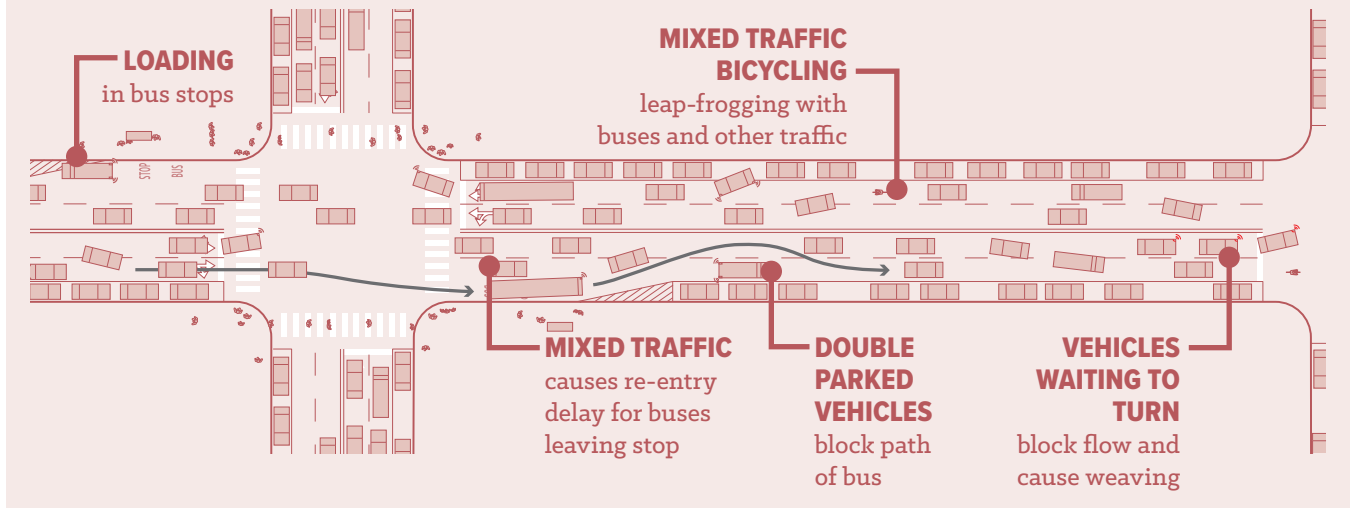 LOADING
in bus stops
STOP
BUS
MIXED TRAFFIC
BICYCLING
leap-frogging with
buses and other traffic
MIXED TRAFFIC
causes re-entry
delay for buses
leaving stop
DOUBLE
PARKED
VEHICLES
block path
of bus
VEHICLES
WAITING TO
TURN
block flow and
cause weaving